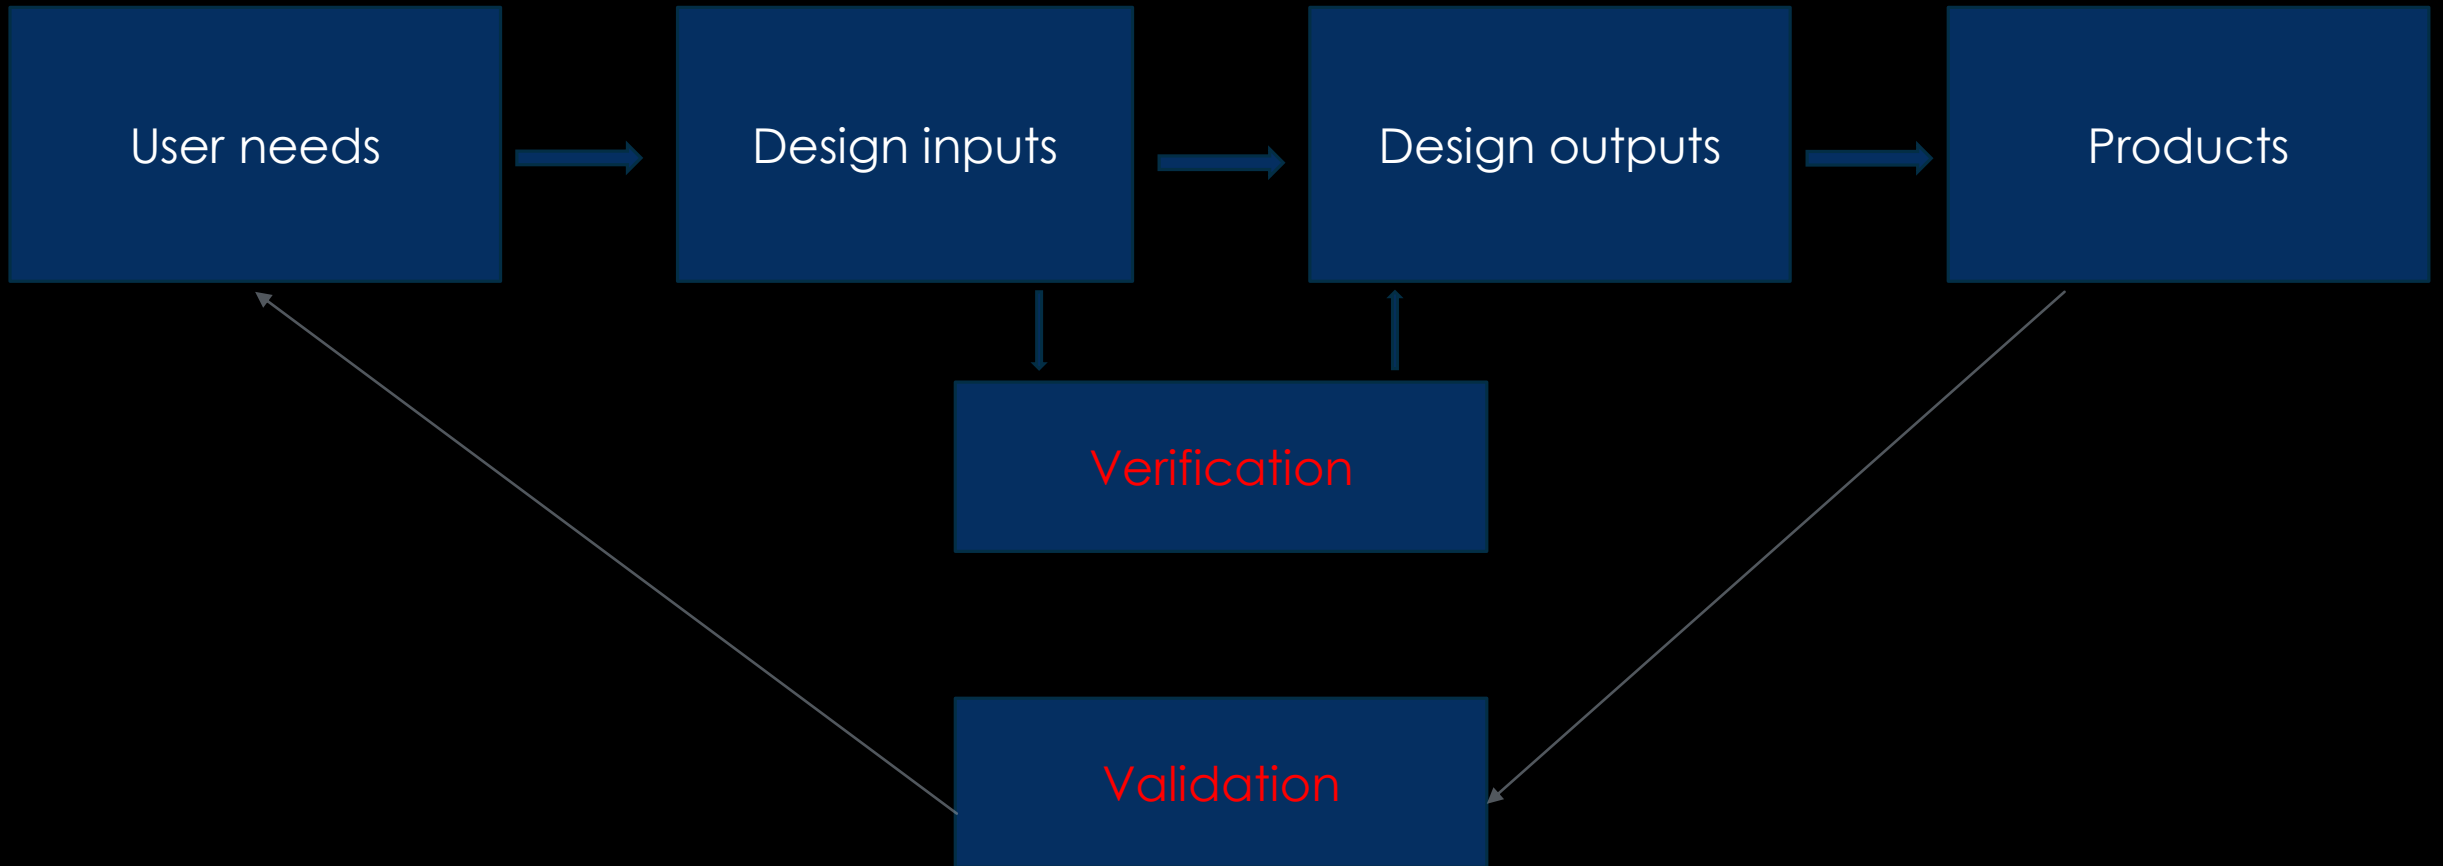 User needs
Design inputs
Design outputs
Products
Verification
Validation